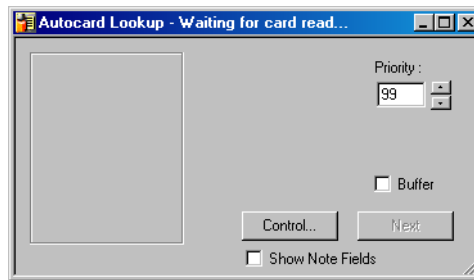 Autocard Lookup - Waiting for card read...
Priority :
99
Buffer
Control... Next
Show Note Fields